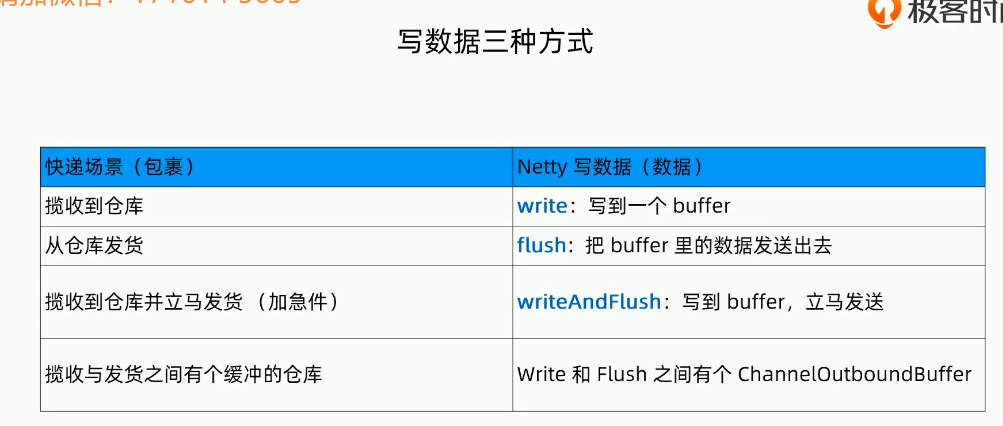 极客时
写数据三种方式
快递场景（包裹） Netty 写数据（数据）
揽收到仓库 write：写到一个 buffer
从仓库发货 flush：把 buffer 里的数据发送出去
揽收到仓库并立马发货 （加急件） writeAndFlush：写到 buffer，立马发送
揽收与发货之间有个缓冲的仓库 Write 和 Flush 之间有个 ChannelOutboundBuffer